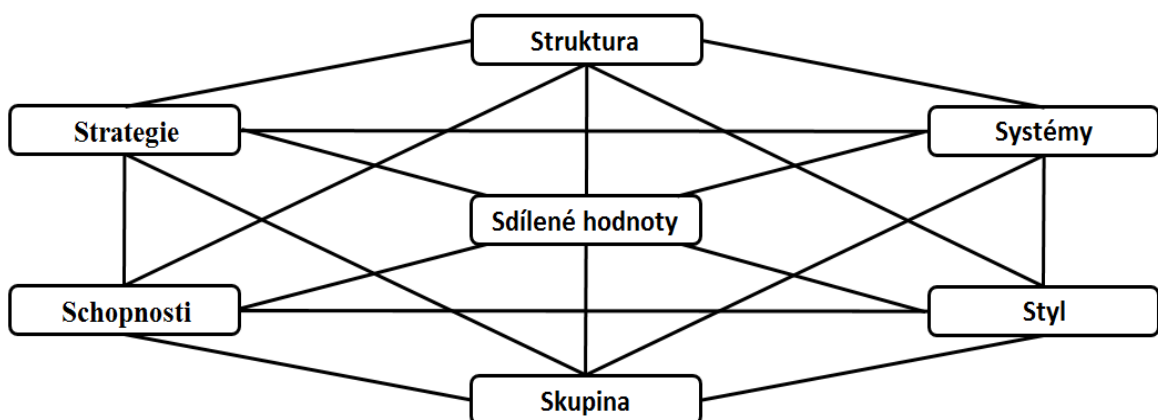 Struktura
Strategie
Systémy
Sdílené hodnoty
Schopnosti
Styl
Skupina